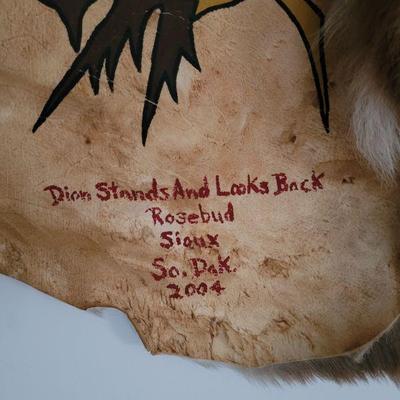 Dion Stands And Looks Back
Rosebud
Sioux
So. Dak.
2004